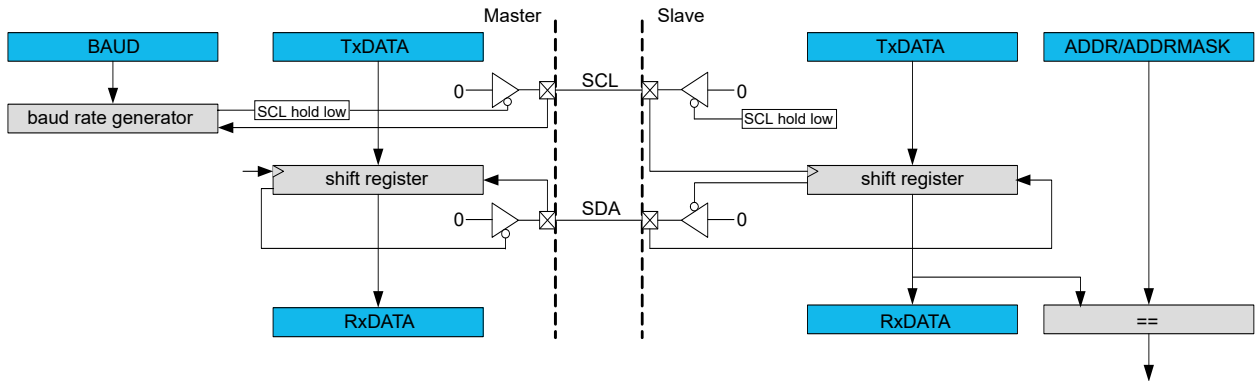 Master
Slave
BAUD
TxDATA
TxDATA
ADDR/ADDRMASK
SCL
0
0
baud rate generator
SCL hold low
SCL hold low
shift register
shift register
SDA
0
0
RxDATA
RxDATA
==